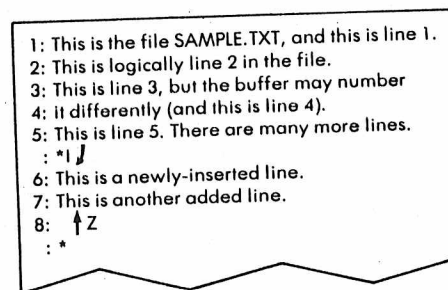 1: This is the file SAMPLE.TXT, and this is line 1.
2: This is logically line 2 in the file.
3: This is line 3, but the buffer may number
4: it differently (and this is line 4).
5: This is line 5. There are many more lines.
: *I ↵
6: This is a newly-inserted line.
7: This is another added line.
8: ↑Z
: *